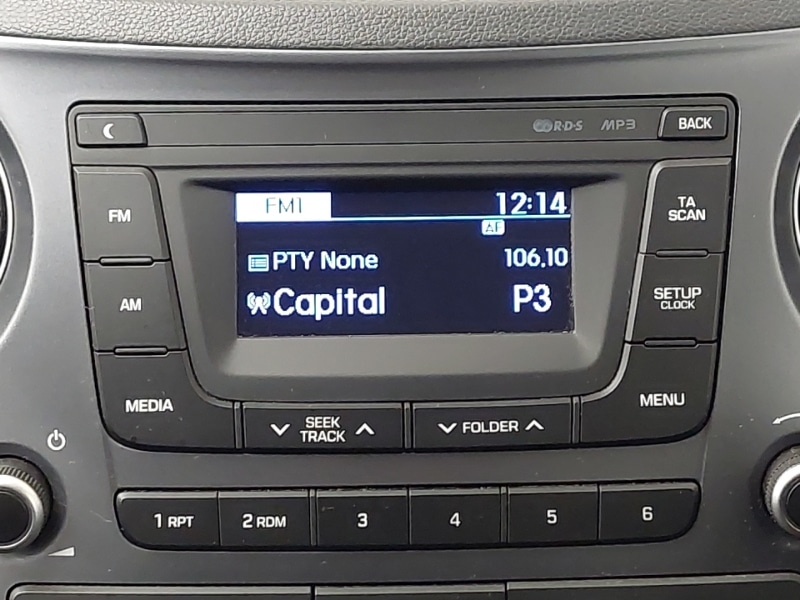 R·D·S MP3 BACK
FM
AM
MEDIA
FM1 12:14
AF
PTY None 106.10
Capital P3
TA
SCAN
SETUP
CLOCK
MENU
SEEK
TRACK
FOLDER
1 RPT 2 RDM 3 4 5 6